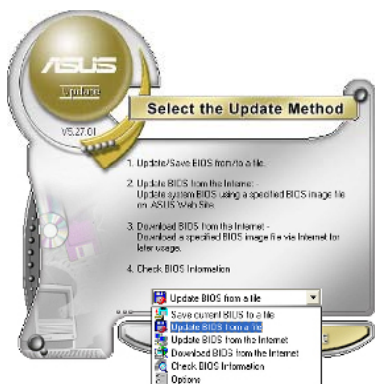 ASUS
Update
V5.27.01
Select the Update Method
1. Update/Save BIOS from/to a file.
2. Update BIOS from the Internet -
Update system BIOS using a specified BIOS image file
on ASUS Web Site
3. Download BIOS from the Internet -
Download a specified BIOS image file via Internet for
later usage.
4. Check BIOS Information
Update BIOS from a file
Save current BIOS to a file
Update BIOS from a file
Update BIOS from the Internet
Download BIOS from the Internet
Check BIOS Information
Options